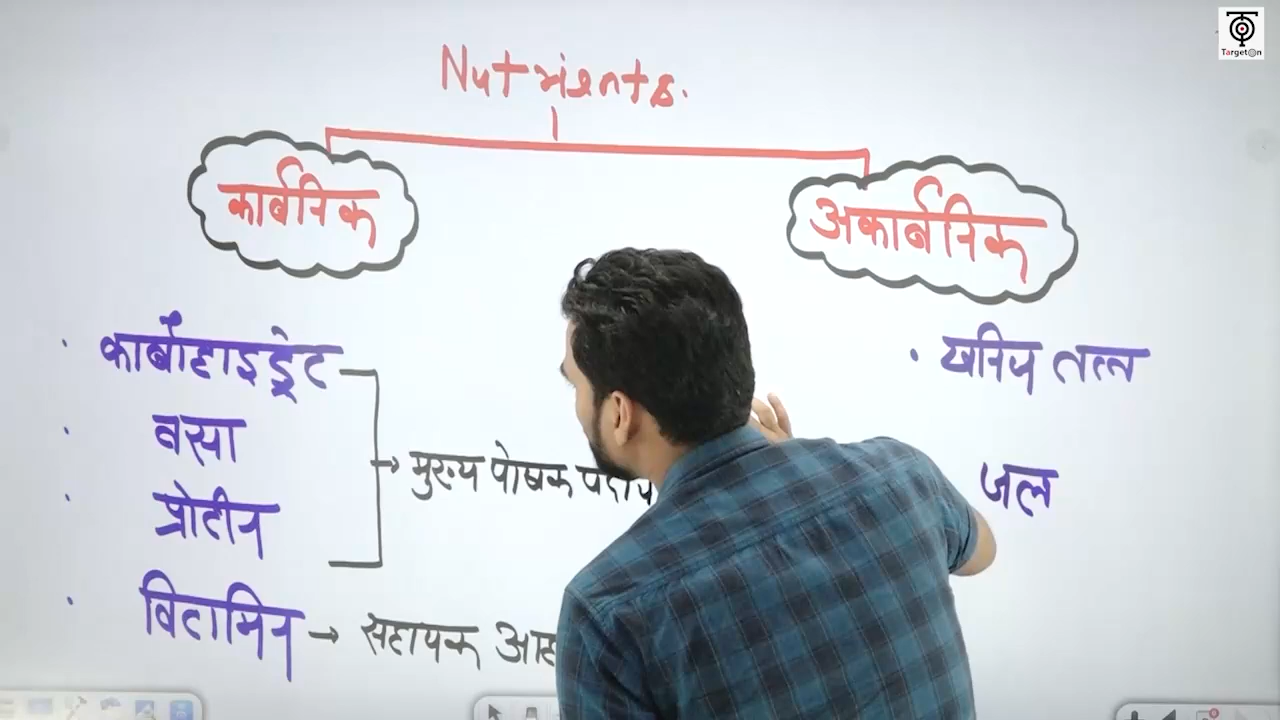 TargetOn
Nutrients.
कार्बनिक
अकार्बनिक
· कार्बोहाइड्रेट
· खनिज तत्त्व
· वसा
→ मुख्य पोषक
जल
· प्रोटीन
· विटामिन → सहायक